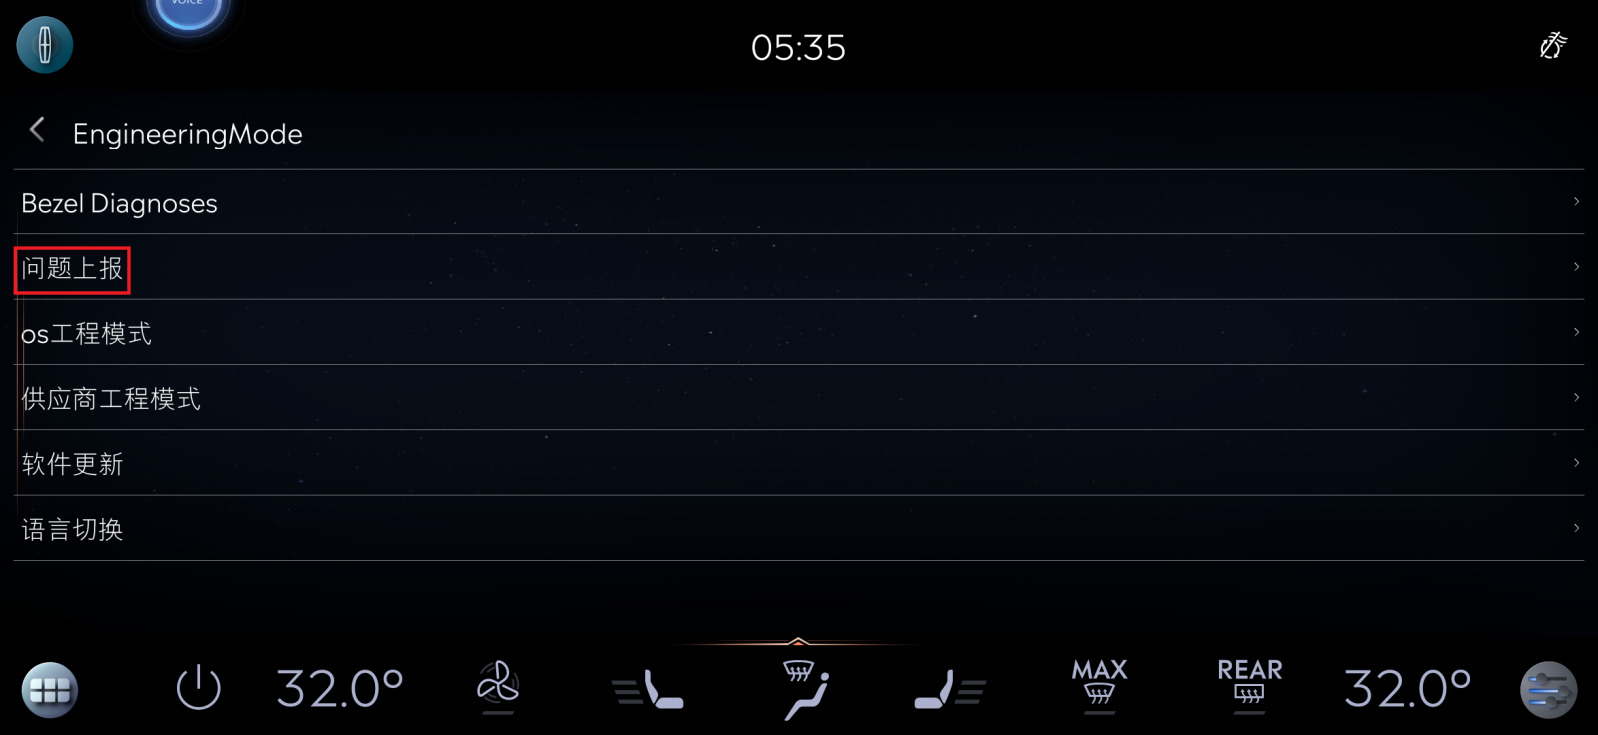 VOICE
05:35
EngineeringMode
Bezel Diagnoses
问题上报
os工程模式
供应商工程模式
软件更新
语言切换
32.0° MAX REAR 32.0°